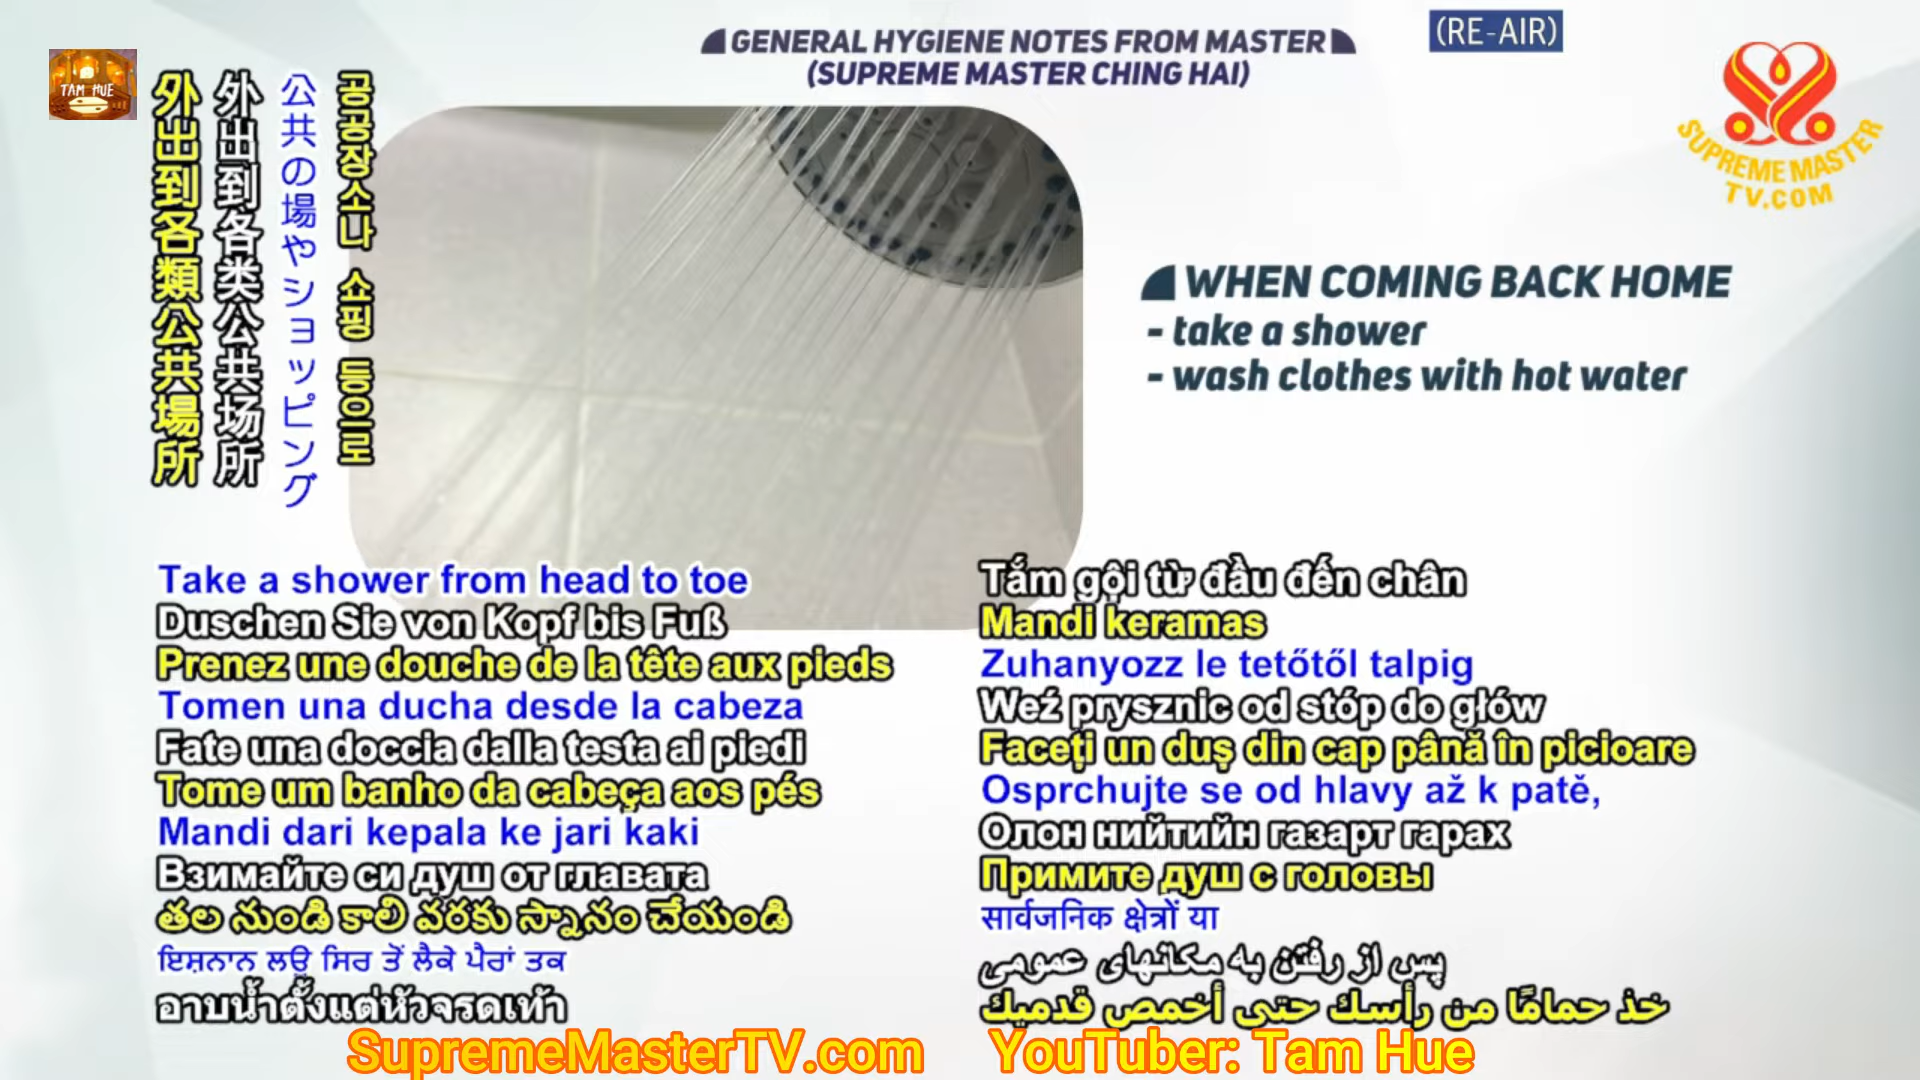 GENERAL HYGIENE NOTES FROM MASTER
(SUPREME MASTER CHING HAI)
(RE-AIR)
TAM HUE
SUPREME MASTER
TV.COM
外出到各類公共場所
外出到各类公共场所
公共の場やショッピング
공공장소나 쇼핑 등으로
WHEN COMING BACK HOME
- take a shower
- wash clothes with hot water
Take a shower from head to toe
Duschen Sie von Kopf bis Fuß
Prenez une douche de la tête aux pieds
Tomen una ducha desde la cabeza
Fate una doccia dalla testa ai piedi
Tome um banho da cabeça aos pés
Mandi dari kepala ke jari kaki
Взимайте си душ от главата
తల నుండి కాలి వరకు స్నానం చేయండి
ਇਸ਼ਨਾਨ ਲਉ ਸਿਰ ਤੋਂ ਲੈਕੇ ਪੈਰਾਂ ਤਕ
อาบน้ำตั้งแต่หัวจรดเท้า
Tắm gội từ đầu đến chân
Mandi keramas
Zuhanyozz le tetőtől talpig
Weź prysznic od stóp do głów
Faceți un duș din cap până în picioare
Osprchujte se od hlavy až k patě,
Олон нийтийн газарт гарах
Примите душ с головы
सार्वजनिक क्षेत्रों या
پس از رفتن به مکانهای عمومی
خذ حمامًا من رأسك حتى أخمص قدميك
SupremeMasterTV.com YouTuber: Tam Hue